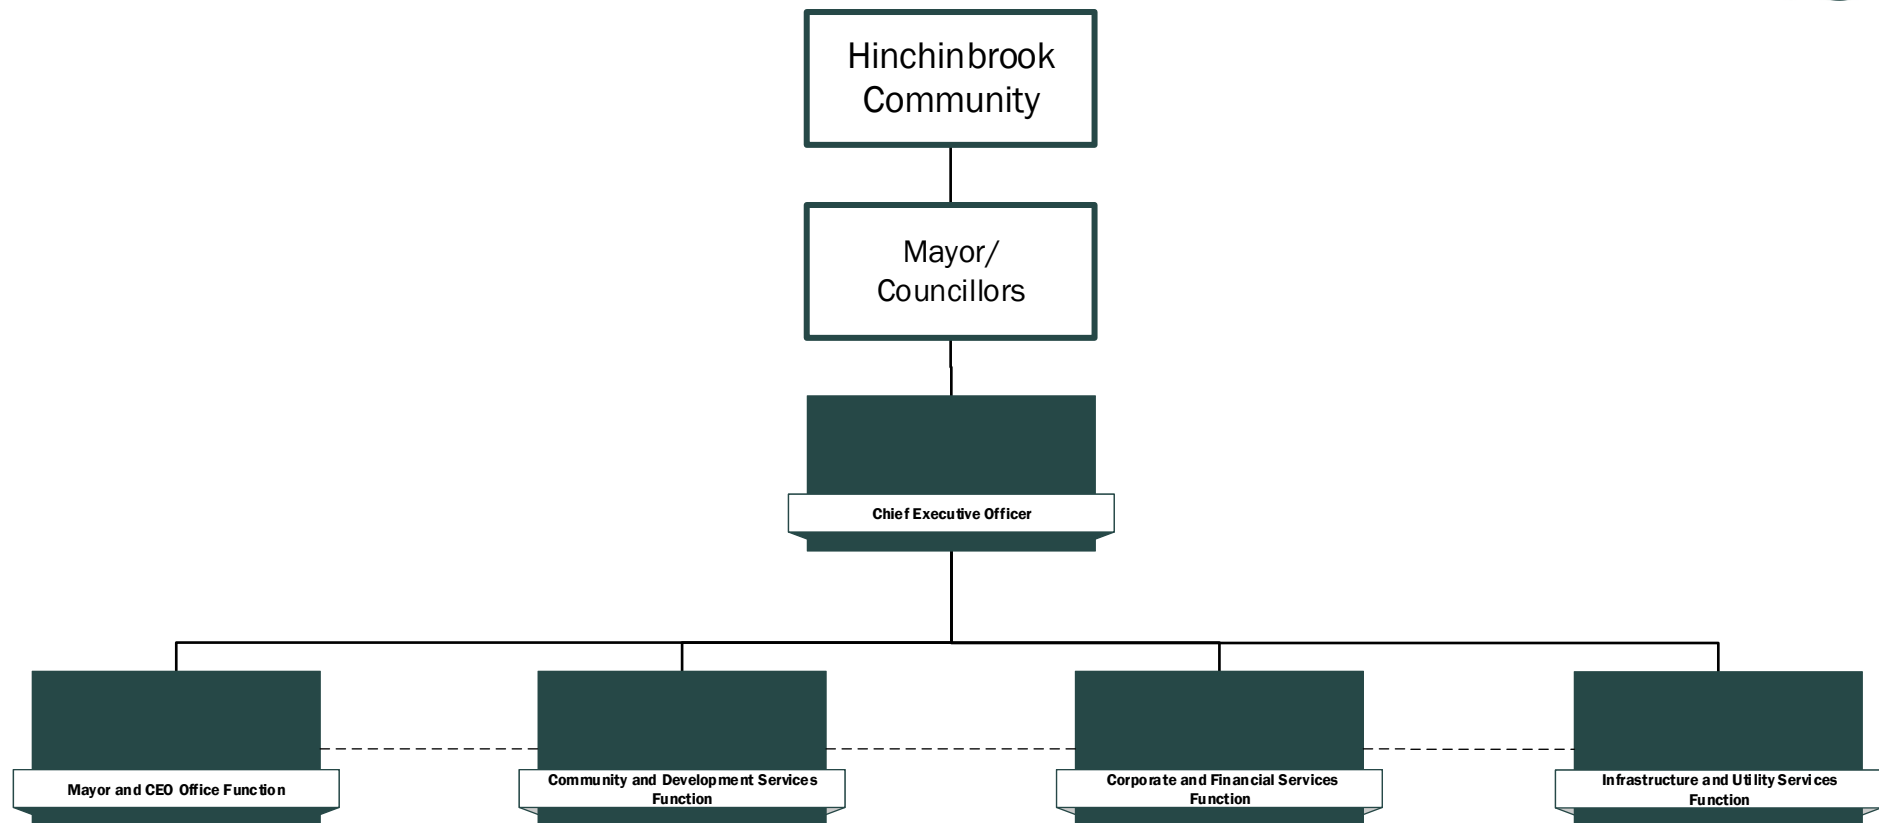 Hinchinbrook
Community
Mayor/
Councillors
Chief Executive Officer
Mayor and CEO Office Function
Community and Development Services
Function
Corporate and Financial Services
Function
Infrastructure and Utility Services
Function